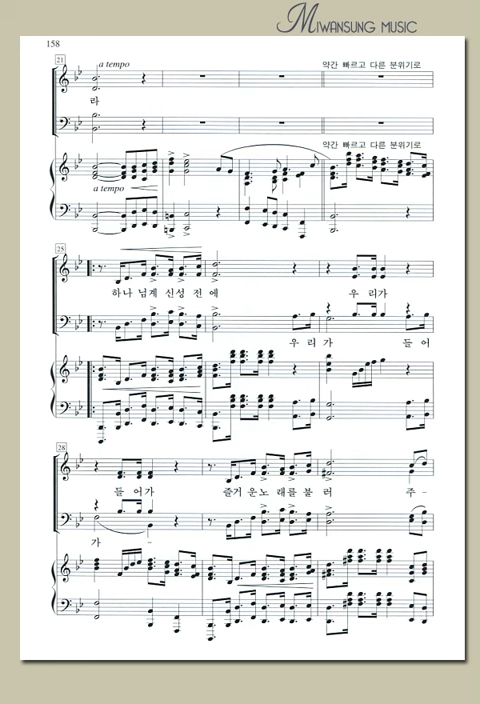 MIWANSUNG MUSIC
158
21
a tempo
약간 빠르고 다른 분위기로
라
약간 빠르고 다른 분위기로
a tempo
25
하나 님께 신성 전 에 우 리가
우 리 가 들 어
28
들 어가 즐거 운노 래를 불 러 주 -
가 -